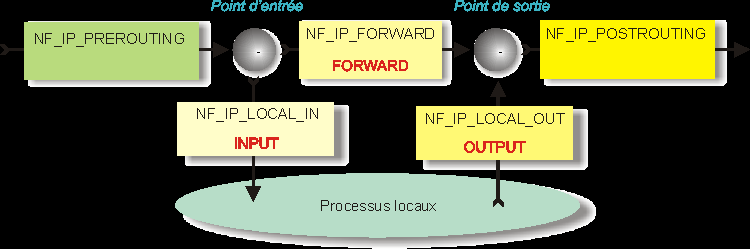 Point d'entrée
Point de sortie
NF_IP_PREROUTING
NF_IP_FORWARD
FORWARD
NF_IP_POSTROUTING
NF_IP_LOCAL_IN
INPUT
NF_IP_LOCAL_OUT
OUTPUT
Processus locaux